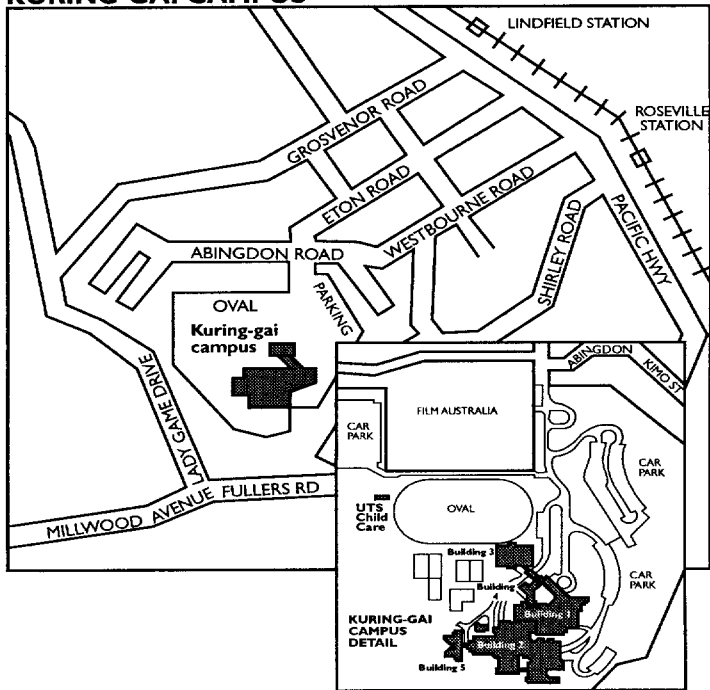 KURING-GAI CAMPUS
LINDFIELD STATION
ROSEVILLE
STATION
GROSVENOR ROAD
ETON ROAD
WESTBOURNE ROAD
ABINGDON ROAD
SHIRLEY ROAD
PACIFIC HWY
PARKING
OVAL
Kuring-gai
campus
LADY GAME DRIVE
MILLWOOD AVENUE FULLERS RD
ABINGDON
KIMO ST
FILM AUSTRALIA
CAR
PARK
CAR
PARK
UTS
Child
Care
OVAL
Building 3
Building
4
CAR
PARK
Building 1
KURING-GAI
CAMPUS
DETAIL
Building 2
Building 5